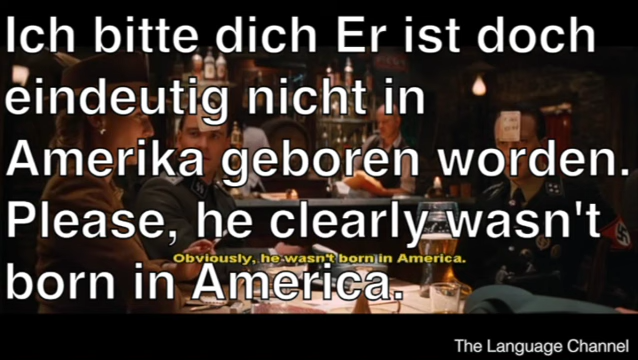 Ich bitte dich Er ist doch
eindeutig nicht in
Amerika geboren worden.
Please, he clearly wasn't
Obviously, he wasn't born in America.
born in America.
The Language Channel